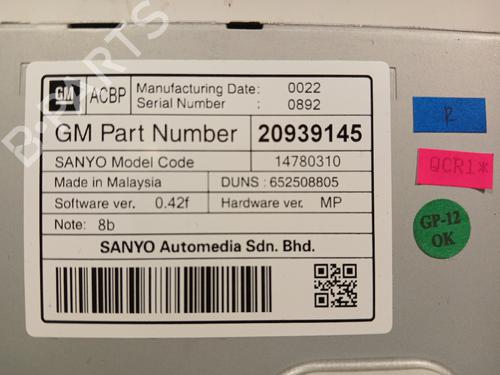 B-PARTS
GM ACBP Manufacturing Date: 0022
Serial Number : 0892
GM Part Number 20939145
SANYO Model Code 14780310
Made in Malaysia DUNS : 652508805
Software ver. 0.42f Hardware ver. MP
Note: 8b
SANYO Automedia Sdn. Bhd.
R
QCR1*
GP-12
OK